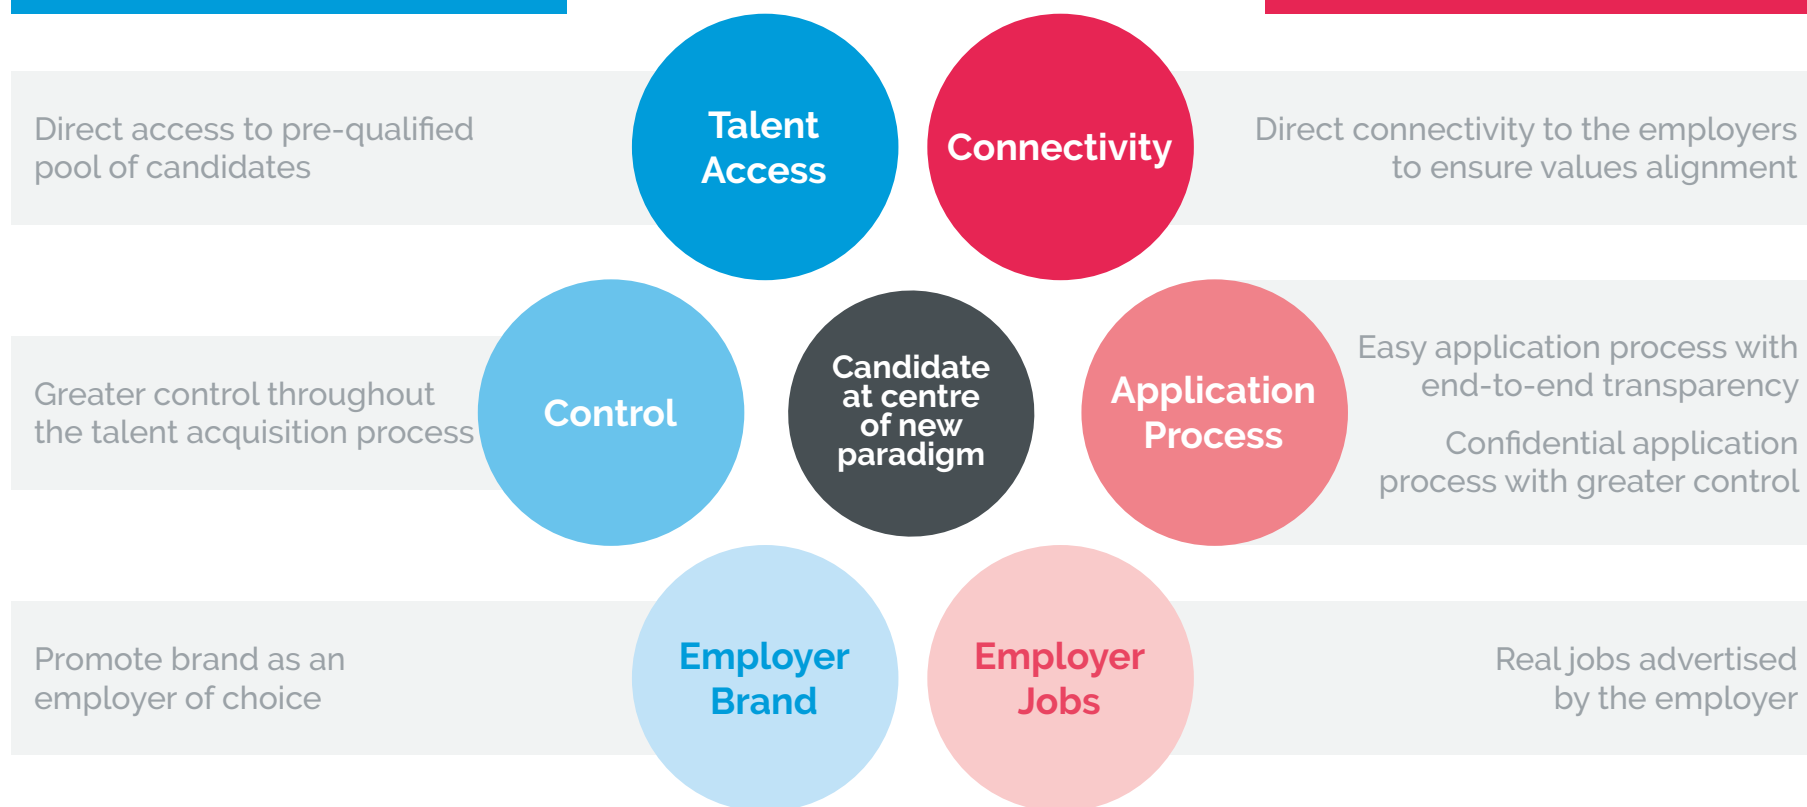 Direct access to pre-qualified
pool of candidates
Talent
Access
Connectivity
Direct connectivity to the employers
to ensure values alignment
Greater control throughout
the talent acquisition process
Control
Candidate
at centre
of new
paradigm
Application
Process
Easy application process with
end-to-end transparency
Confidential application
process with greater control
Promote brand as an
employer of choice
Employer
Brand
Employer
Jobs
Real jobs advertised
by the employer